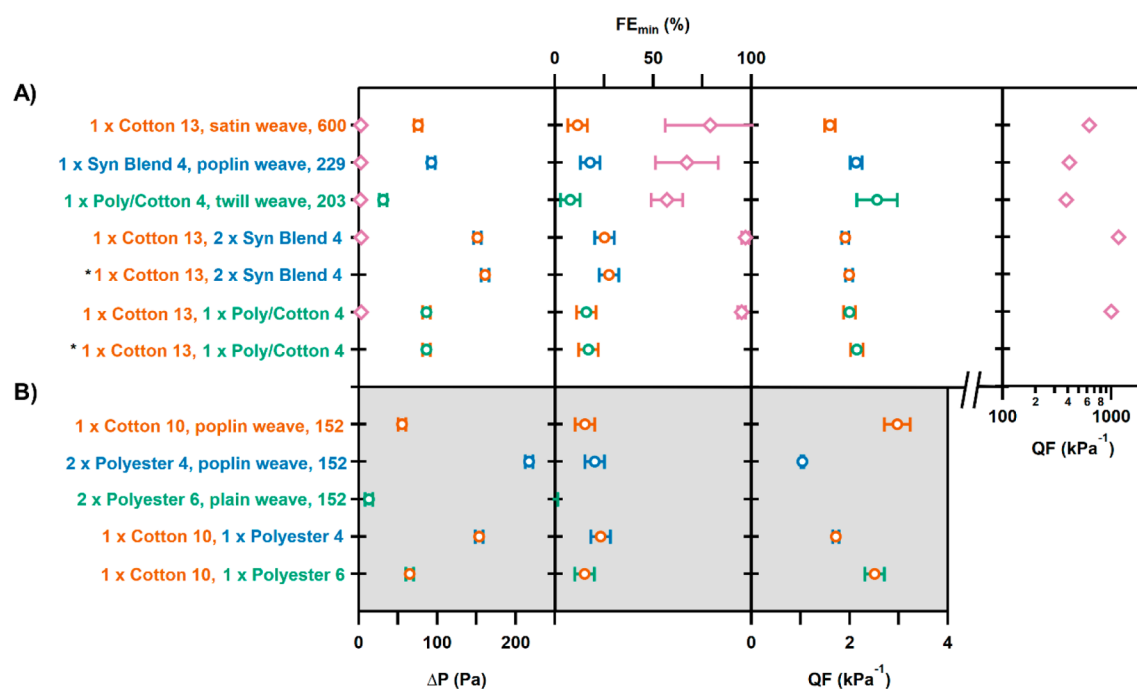 FEmin (%)
0 50 100
A)
1 x Cotton 13, satin weave, 600
1 x Syn Blend 4, poplin weave, 229
1 x Poly/Cotton 4, twill weave, 203
1 x Cotton 13, 2 x Syn Blend 4
* 1 x Cotton 13, 2 x Syn Blend 4
1 x Cotton 13, 1 x Poly/Cotton 4
* 1 x Cotton 13, 1 x Poly/Cotton 4
B)
2 4 6 8
100 1000
QF (kPa-1)
1 x Cotton 10, poplin weave, 152
2 x Polyester 4, poplin weave, 152
2 x Polyester 6, plain weave, 152
1 x Cotton 10, 1 x Polyester 4
1 x Cotton 10, 1 x Polyester 6
0 100 200 0 2 4
ΔP (Pa) QF (kPa-1)